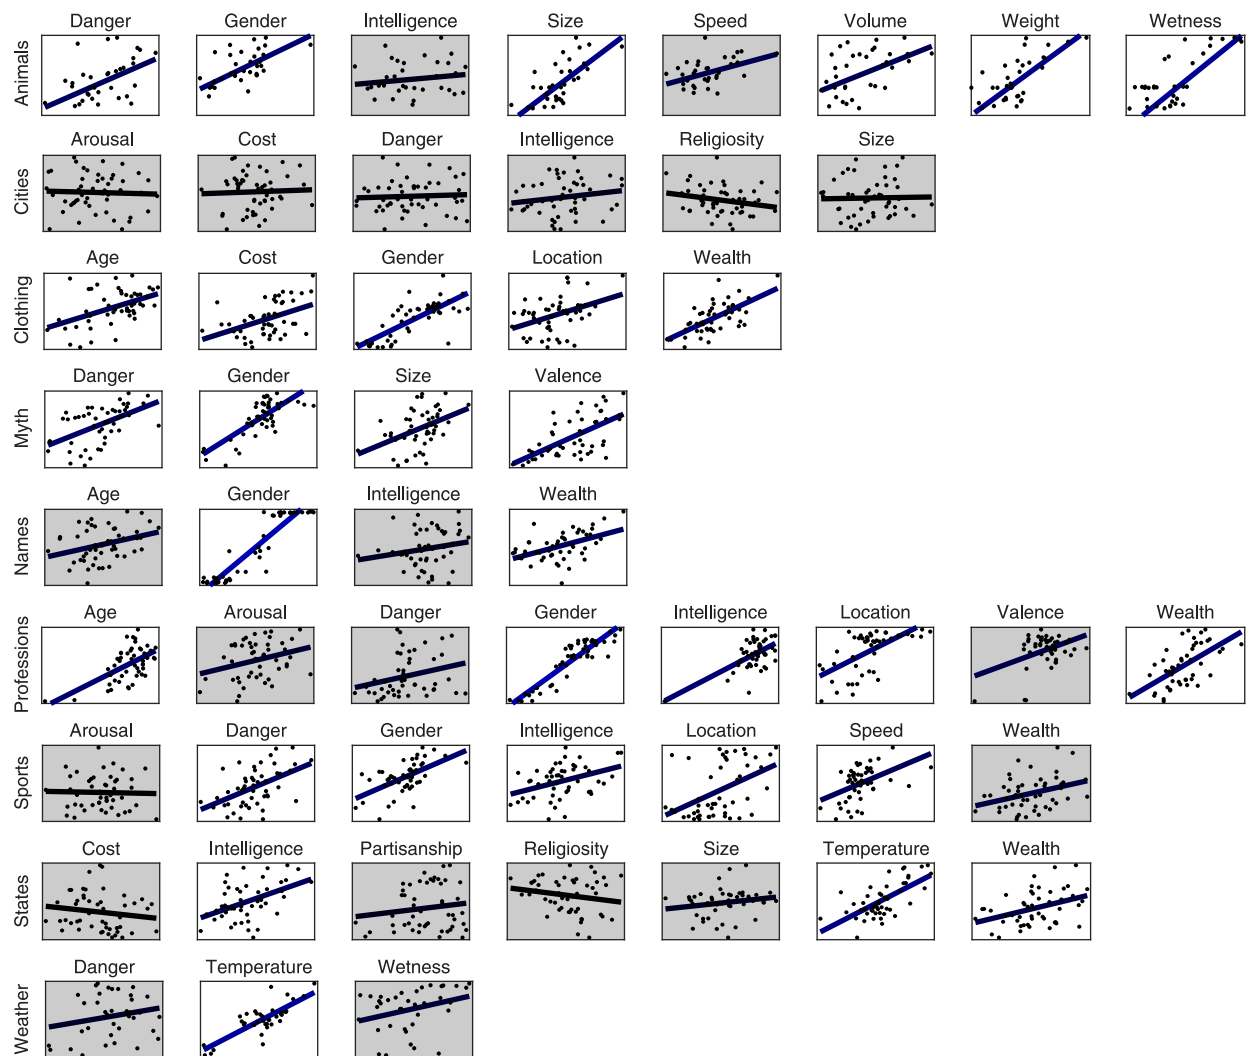 Danger Gender Intelligence Size Speed Volume Weight Wetness
Animals
Arousal Cost Danger Intelligence Religiosity Size
Cities
Age Cost Gender Location Wealth
Clothing
Danger Gender Size Valence
Myth
Age Gender Intelligence Wealth
Names
Age Arousal Danger Gender Intelligence Location Valence Wealth
Professions
Arousal Danger Gender Intelligence Location Speed Wealth
Sports
Cost Intelligence Partisanship Religiosity Size Temperature Wealth
States
Danger Temperature Wetness
Weather